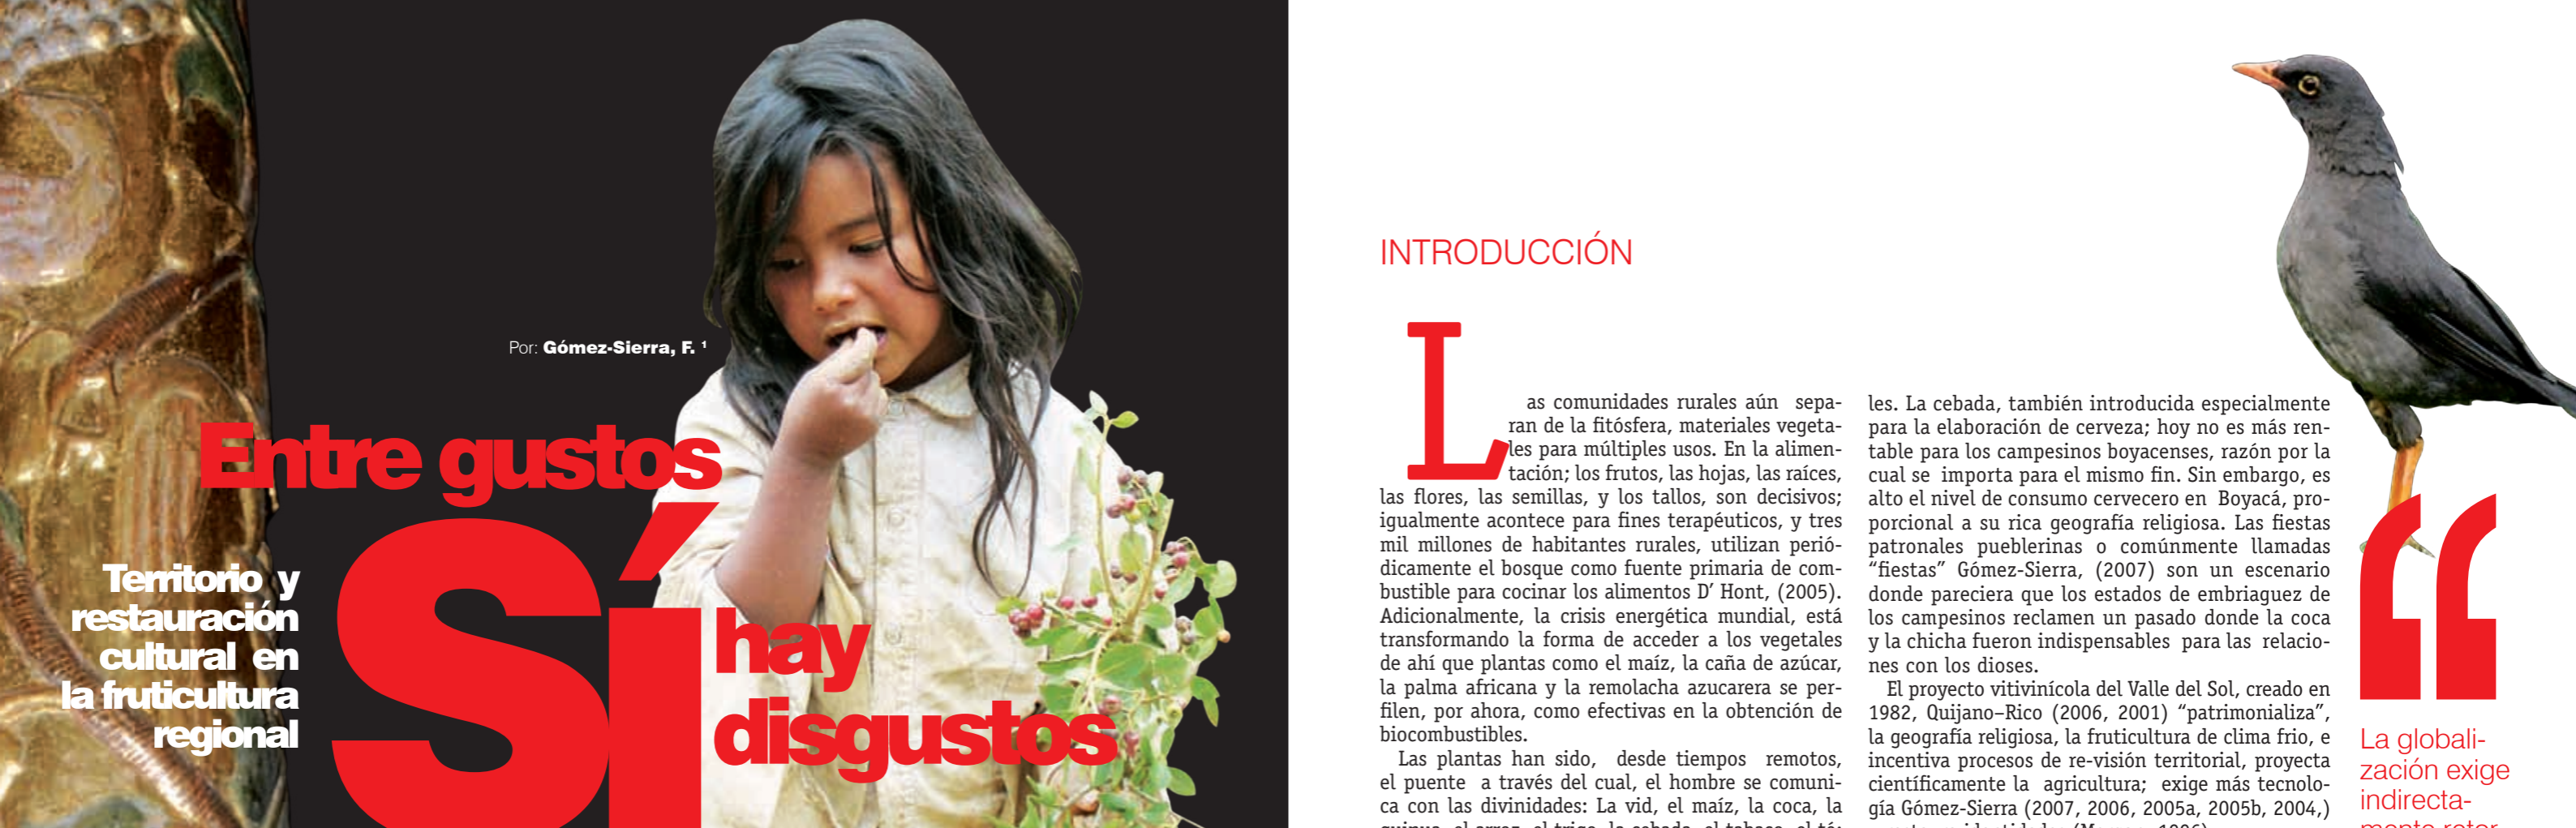 Por: Gómez-Sierra, F. ¹
Entre gustos
Sí
hay
disgustos
Territorio y
restauración
cultural en
la fruticultura
regional
INTRODUCCIÓN
Las comunidades rurales aún sepa-
ran de la fitósfera, materiales vegeta-
les para múltiples usos. En la alimen-
tación; los frutos, las hojas, las raíces,
las flores, las semillas, y los tallos, son decisivos;
igualmente acontece para fines terapéuticos, y tres
mil millones de habitantes rurales, utilizan perió-
dicamente el bosque como fuente primaria de com-
bustible para cocinar los alimentos D’ Hont, (2005).
Adicionalmente, la crisis energética mundial, está
transformando la forma de acceder a los vegetales
de ahí que plantas como el maíz, la caña de azúcar,
la palma africana y la remolacha azucarera se per-
filen, por ahora, como efectivas en la obtención de
biocombustibles.
Las plantas han sido, desde tiempos remotos,
el puente a través del cual, el hombre se comuni-
ca con las divinidades: La vid, el maíz, la coca, la
quinua, el arroz, el trigo, la cebada, el tabaco, el té;
les. La cebada, también introducida especialmente
para la elaboración de cerveza; hoy no es más ren-
table para los campesinos boyacenses, razón por la
cual se importa para el mismo fin. Sin embargo, es
alto el nivel de consumo cervecero en Boyacá, pro-
porcional a su rica geografía religiosa. Las fiestas
patronales pueblerinas o comúnmente llamadas
“fiestas” Gómez-Sierra, (2007) son un escenario
donde pareciera que los estados de embriaguez de
los campesinos reclamen un pasado donde la coca
y la chicha fueron indispensables para las relacio-
nes con los dioses.
El proyecto vitivinícola del Valle del Sol, creado en
1982, Quijano–Rico (2006, 2001) “patrimonializa”,
la geografía religiosa, la fruticultura de clima frio, e
incentiva procesos de re-visión territorial, proyecta
científicamente la agricultura; exige más tecnolo-
gía Gómez-Sierra (2007, 2006, 2005a, 2005b, 2004,)
“
La globali-
zación exige
indirecta-